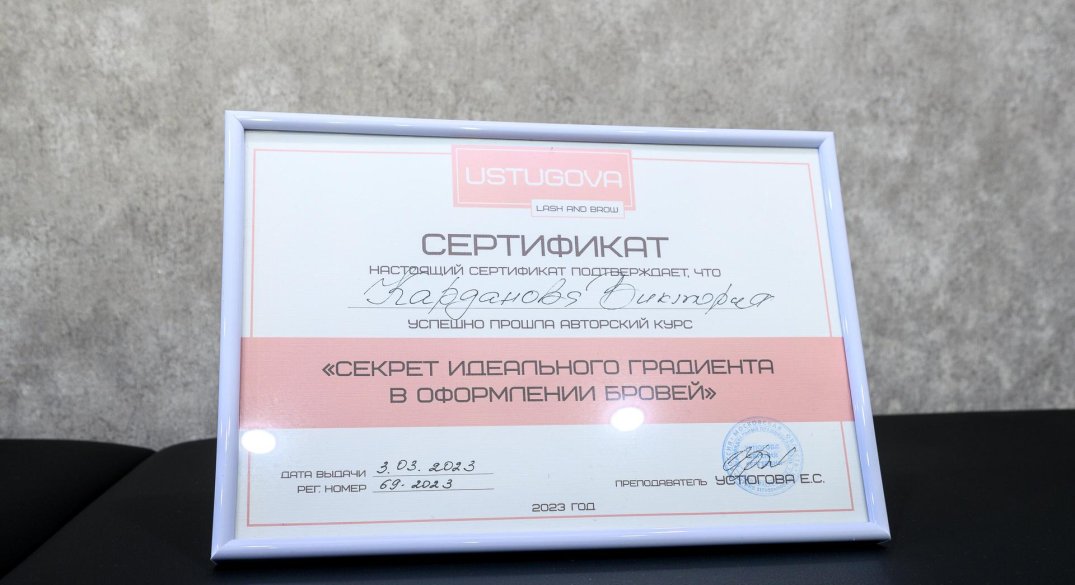 USTUGOVA
LASH AND BROW
СЕРТИФИКАТ
НАСТОЯЩИЙ СЕРТИФИКАТ ПОДТВЕРЖДАЕТ, ЧТО
Карданова Виктория
УСПЕШНО ПРОШЛА АВТОРСКИЙ КУРС
«СЕКРЕТ ИДЕАЛЬНОГО ГРАДИЕНТА
В ОФОРМЛЕНИИ БРОВЕЙ»
ДАТА ВЫДАЧИ 3.03.2023
РЕГ. НОМЕР 69-2023
ПРЕПОДАВАТЕЛЬ УСТЮГОВА Е.С.
2023 ГОД